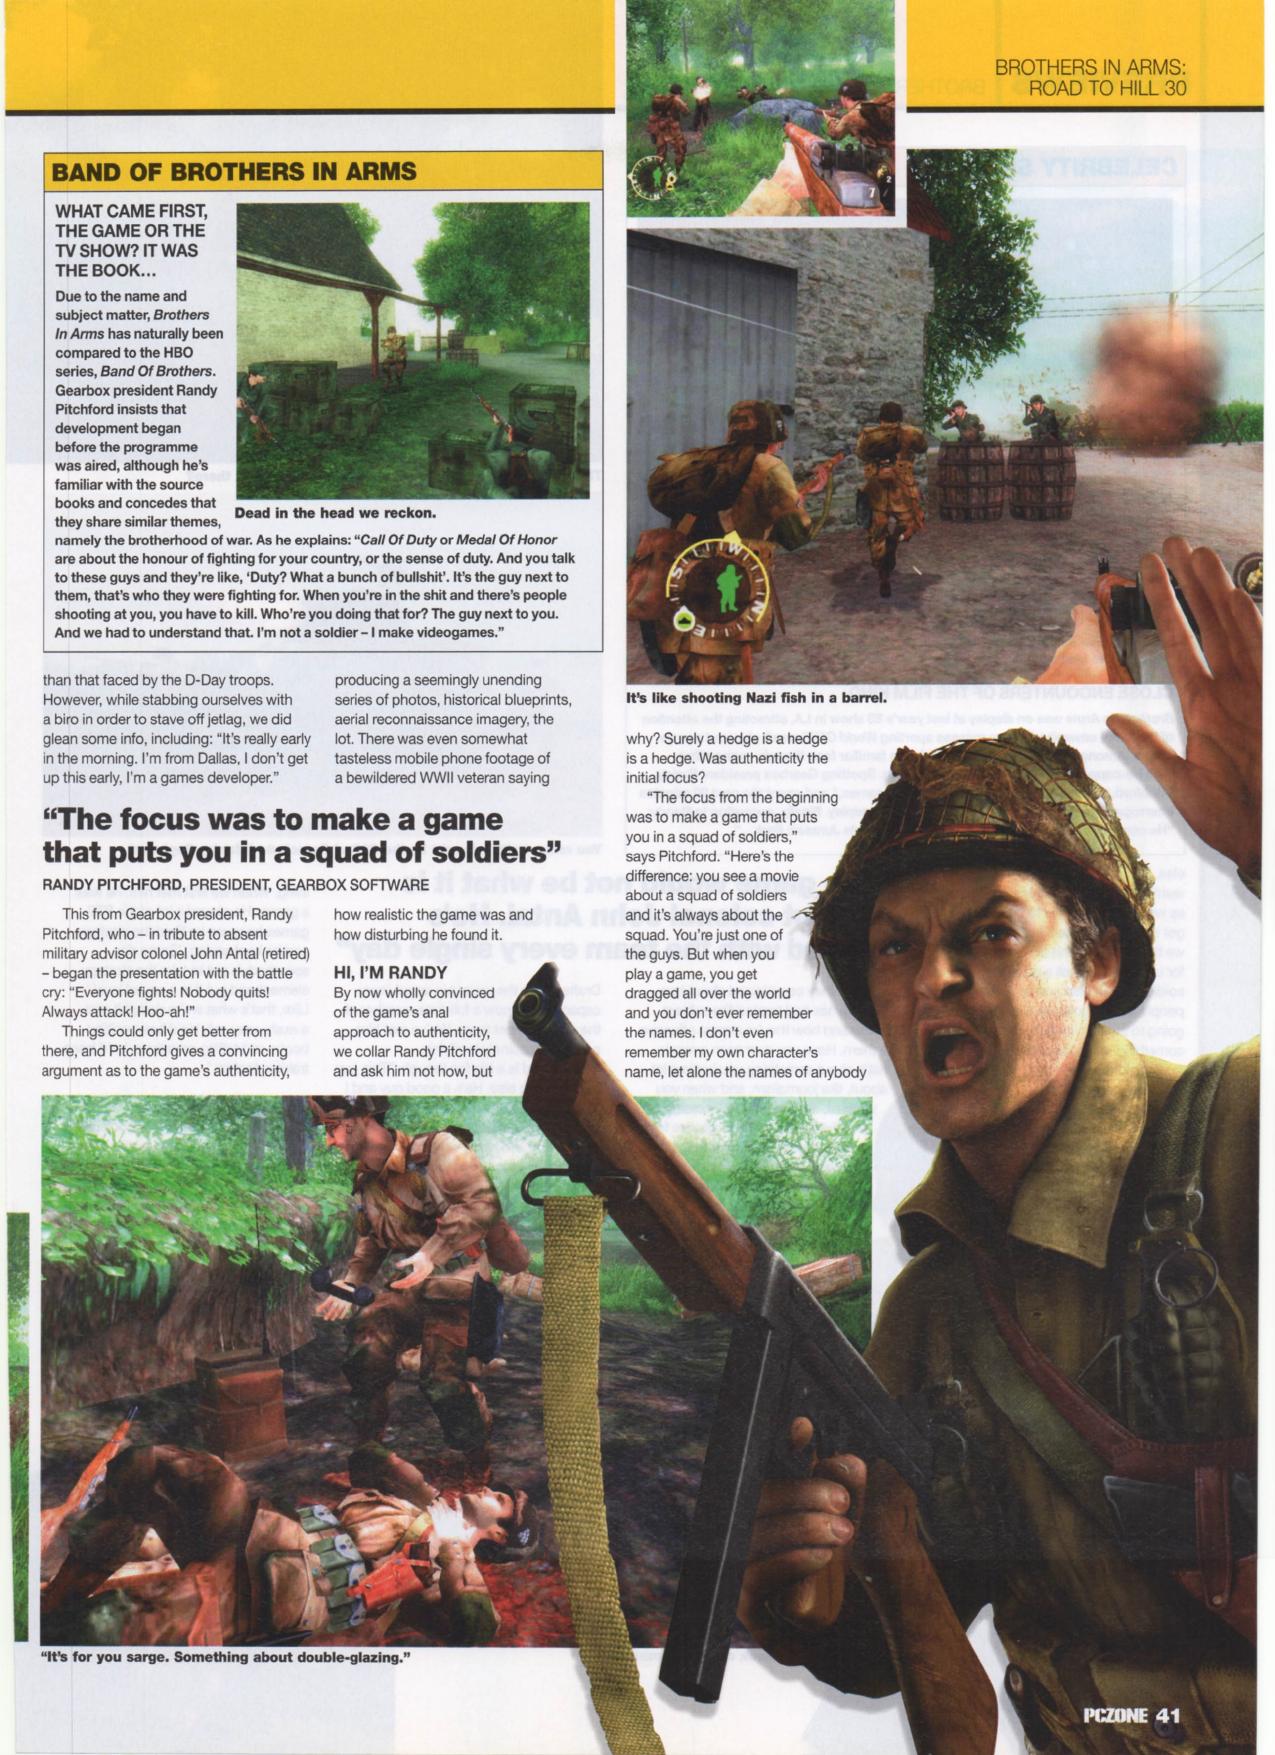 BROTHERS IN ARMS:
ROAD TO HILL 30
BAND OF BROTHERS IN ARMS
WHAT CAME FIRST,
THE GAME OR THE
TV SHOW? IT WAS
THE BOOK...
Due to the name and
subject matter, Brothers
In Arms has naturally been
compared to the HBO
series, Band Of Brothers.
Gearbox president Randy
Pitchford insists that
development began
before the programme
was aired, although he's
familiar with the source
books and concedes that
they share similar themes,
namely the brotherhood of war. As he explains: “Call Of Duty or Medal Of Honor
are about the honour of fighting for your country, or the sense of duty. And you talk
to these guys and they're like, ‘Duty? What a bunch of bullshit’. It's the guy next to
them, that's who they were fighting for. When you're in the shit and there's people
shooting at you, you have to kill. Who're you doing that for? The guy next to you.
And we had to understand that. I'm not a soldier – I make videogames.”
Dead in the head we reckon.
It's like shooting Nazi fish in a barrel.
than that faced by the D-Day troops.
However, while stabbing ourselves with
a biro in order to stave off jetlag, we did
glean some info, including: “It's really early
in the morning. I'm from Dallas, I don't get
up this early, I'm a games developer.”
“The focus was to make a game
that puts you in a squad of soldiers”
RANDY PITCHFORD, PRESIDENT, GEARBOX SOFTWARE
This from Gearbox president, Randy
Pitchford, who – in tribute to absent
military advisor colonel John Antal (retired)
– began the presentation with the battle
cry: “Everyone fights! Nobody quits!
Always attack! Hoo-ah!”
Things could only get better from
there, and Pitchford gives a convincing
argument as to the game's authenticity,
producing a seemingly unending
series of photos, historical blueprints,
aerial reconnaissance imagery, the
lot. There was even somewhat
tasteless mobile phone footage of
a bewildered WWII veteran saying
how realistic the game was and
how disturbing he found it.
HI, I'M RANDY
By now wholly convinced
of the game's anal
approach to authenticity,
we collar Randy Pitchford
and ask him not how, but
why? Surely a hedge is a hedge
is a hedge. Was authenticity the
initial focus?
“The focus from the beginning
was to make a game that puts
you in a squad of soldiers,”
says Pitchford. “Here's the
difference: you see a movie
about a squad of soldiers
and it's always about the
squad. You're just one of
the guys. But when you
play a game, you get
dragged all over the world
and you don't ever remember
the names. I don't even
remember my own character's
name, let alone the names of anybody
“It's for you sarge. Something about double-glazing.”
PCZONE 41